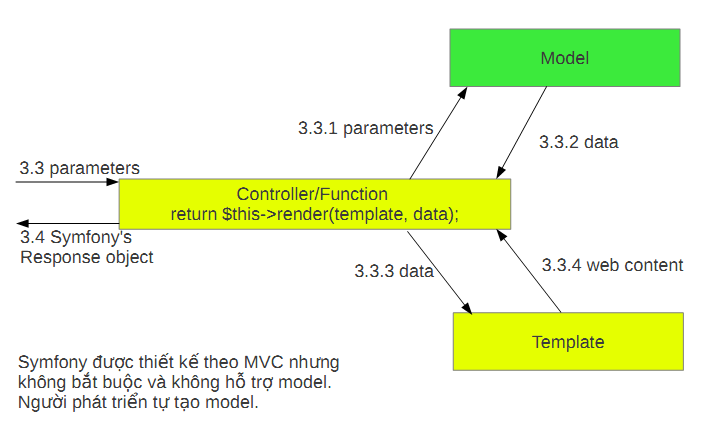 Model
3.3.1 parameters
3.3.2 data
3.3 parameters
Controller/Function
return $this->render(template, data);
3.4 Symfony's
Response object
3.3.3 data
3.3.4 web content
Template
Symfony được thiết kế theo MVC nhưng
không bắt buộc và không hỗ trợ model.
Người phát triển tự tạo model.